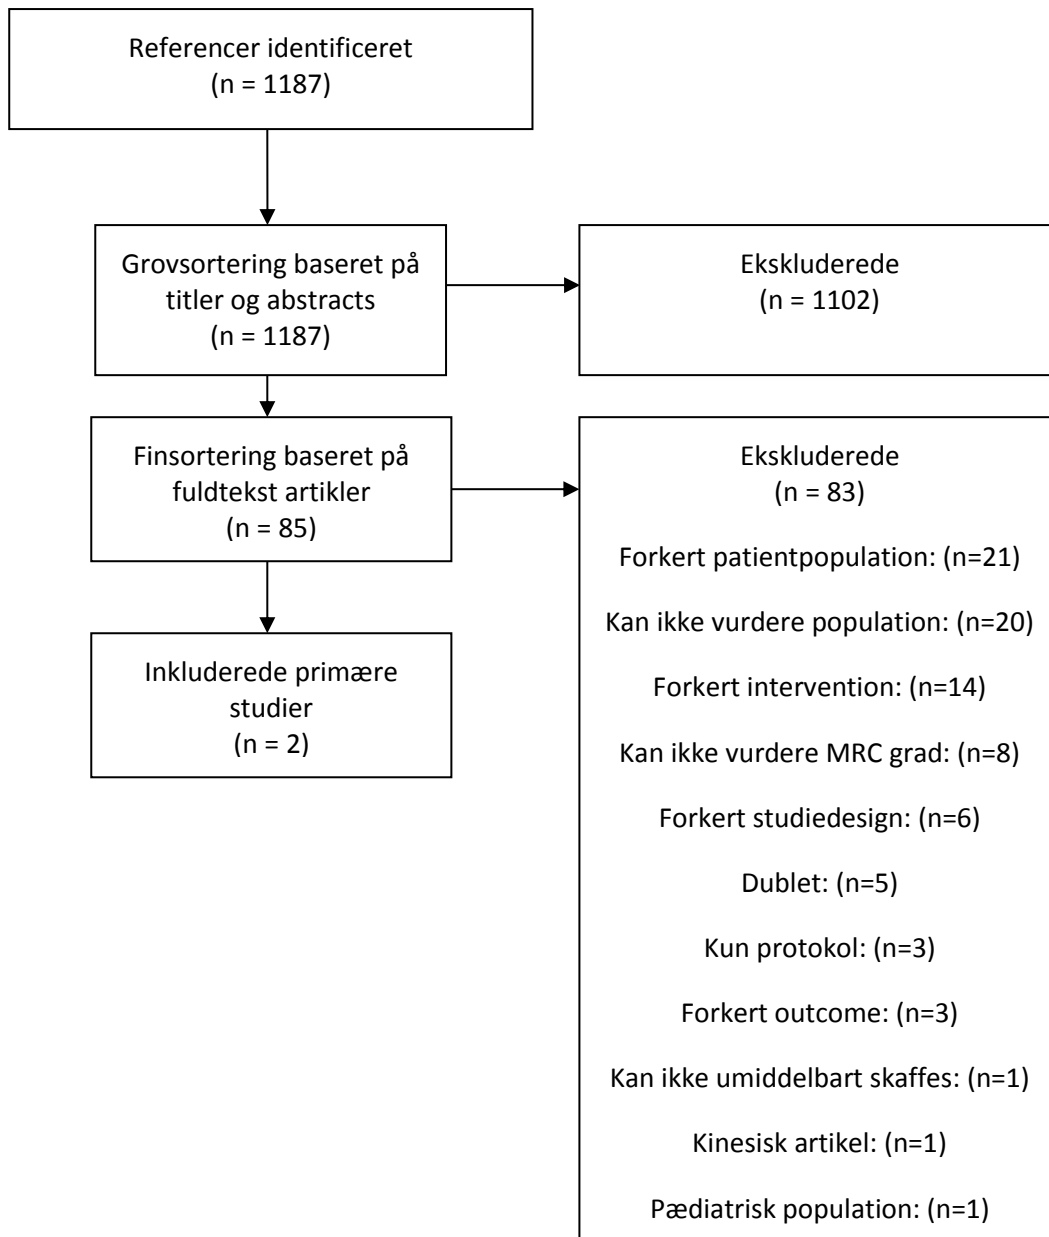 Referencer identificeret
(n = 1187)
Grovsortering baseret på
titler og abstracts
(n = 1187)
Ekskluderede
(n = 1102)
Finsortering baseret på
fuldtekst artikler
(n = 85)
Ekskluderede
(n = 83)
Forkert patientpopulation: (n=21)
Kan ikke vurdere population: (n=20)
Forkert intervention: (n=14)
Kan ikke vurdere MRC grad: (n=8)
Forkert studiedesign: (n=6)
Dublet: (n=5)
Kun protokol: (n=3)
Forkert outcome: (n=3)
Kan ikke umiddelbart skaffes: (n=1)
Kinesisk artikel: (n=1)
Pædiatrisk population: (n=1)
Inkluderede primære
studier
(n = 2)